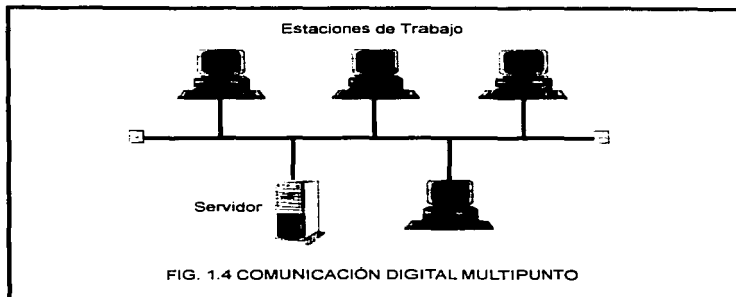 Estaciones de Trabajo
Servidor
FIG. 1.4 COMUNICACIÓN DIGITAL MULTIPUNTO